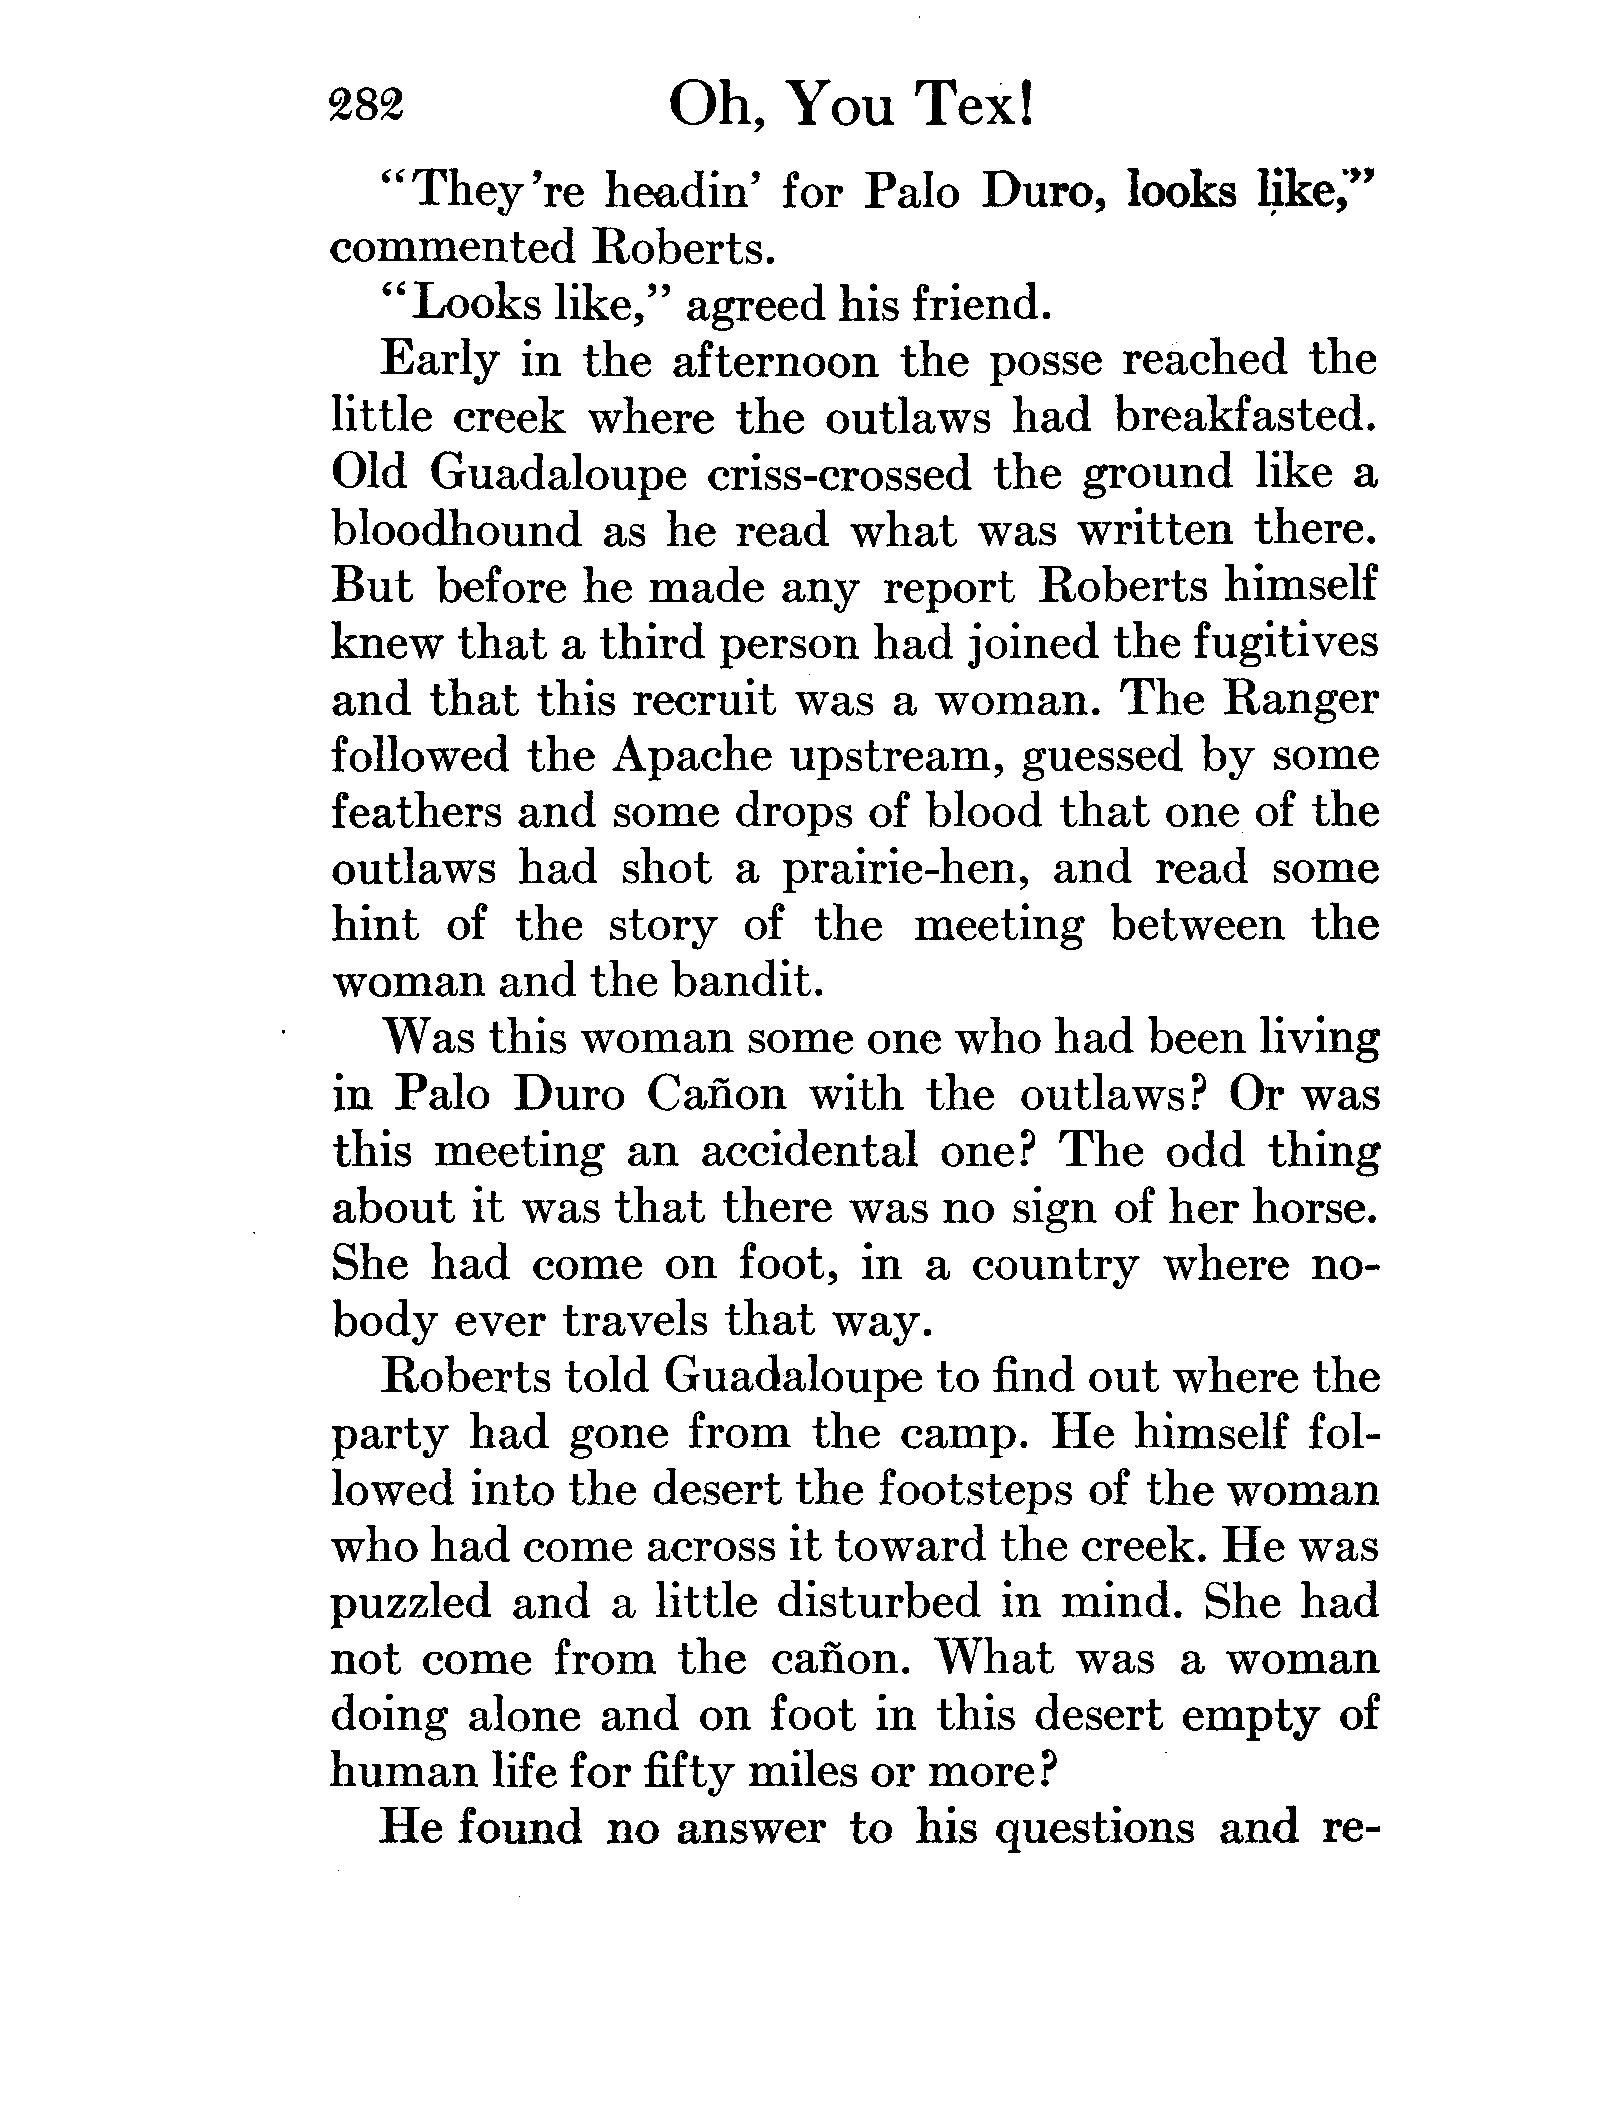 282 Oh, You Tex!
"They're headin' for Palo Duro, looks like,"
commented Roberts.
"Looks like," agreed his friend.
Early in the afternoon the posse reached the
little creek where the outlaws had breakfasted.
Old Guadaloupe criss-crossed the ground like a
bloodhound as he read what was written there.
But before he made any report Roberts himself
knew that a third person had joined the fugitives
and that this recruit was a woman. The Ranger
followed the Apache upstream, guessed by some
feathers and some drops of blood that one of the
outlaws had shot a prairie-hen, and read some
hint of the story of the meeting between the
woman and the bandit.
Was this woman some one who had been living
in Palo Duro Cañon with the outlaws? Or was
this meeting an accidental one? The odd thing
about it was that there was no sign of her horse.
She had come on foot, in a country where no-
body ever travels that way.
Roberts told Guadaloupe to find out where the
party had gone from the camp. He himself fol-
lowed into the desert the footsteps of the woman
who had come across it toward the creek. He was
puzzled and a little disturbed in mind. She had
not come from the cañon. What was a woman
doing alone and on foot in this desert empty of
human life for fifty miles or more?
He found no answer to his questions and re-